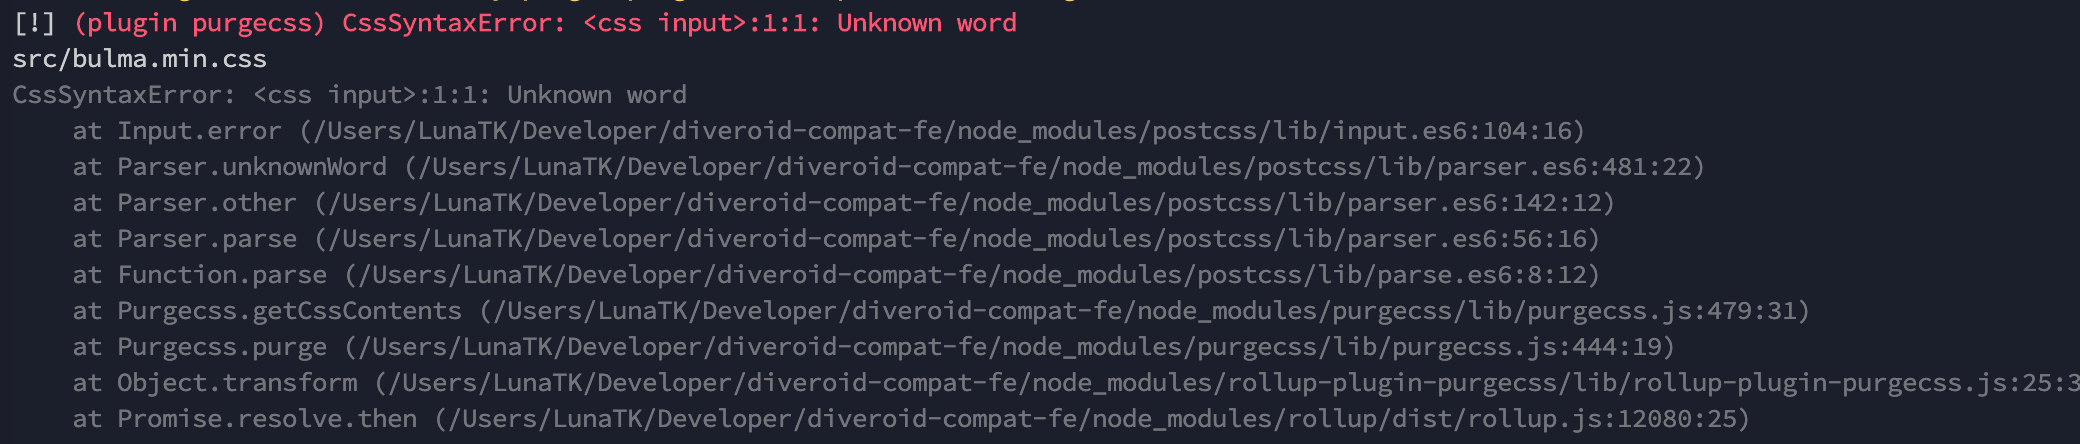 [!] (plugin purgecss) CssSyntaxError: <css input>:1:1: Unknown word
src/bulma.min.css
CssSyntaxError: <css input>:1:1: Unknown word
    at Input.error (/Users/LunaTK/Developer/diveroid-compat-fe/node_modules/postcss/lib/input.es6:104:16)
    at Parser.unknownWord (/Users/LunaTK/Developer/diveroid-compat-fe/node_modules/postcss/lib/parser.es6:481:22)
    at Parser.other (/Users/LunaTK/Developer/diveroid-compat-fe/node_modules/postcss/lib/parser.es6:142:12)
    at Parser.parse (/Users/LunaTK/Developer/diveroid-compat-fe/node_modules/postcss/lib/parser.es6:56:16)
    at Function.parse (/Users/LunaTK/Developer/diveroid-compat-fe/node_modules/postcss/lib/parse.es6:8:12)
    at Purgecss.getCssContents (/Users/LunaTK/Developer/diveroid-compat-fe/node_modules/purgecss/lib/purgecss.js:479:31)
    at Purgecss.purge (/Users/LunaTK/Developer/diveroid-compat-fe/node_modules/purgecss/lib/purgecss.js:444:19)
    at Object.transform (/Users/LunaTK/Developer/diveroid-compat-fe/node_modules/rollup-plugin-purgecss/lib/rollup-plugin-purgecss.js:25:3
    at Promise.resolve.then (/Users/LunaTK/Developer/diveroid-compat-fe/node_modules/rollup/dist/rollup.js:12080:25)